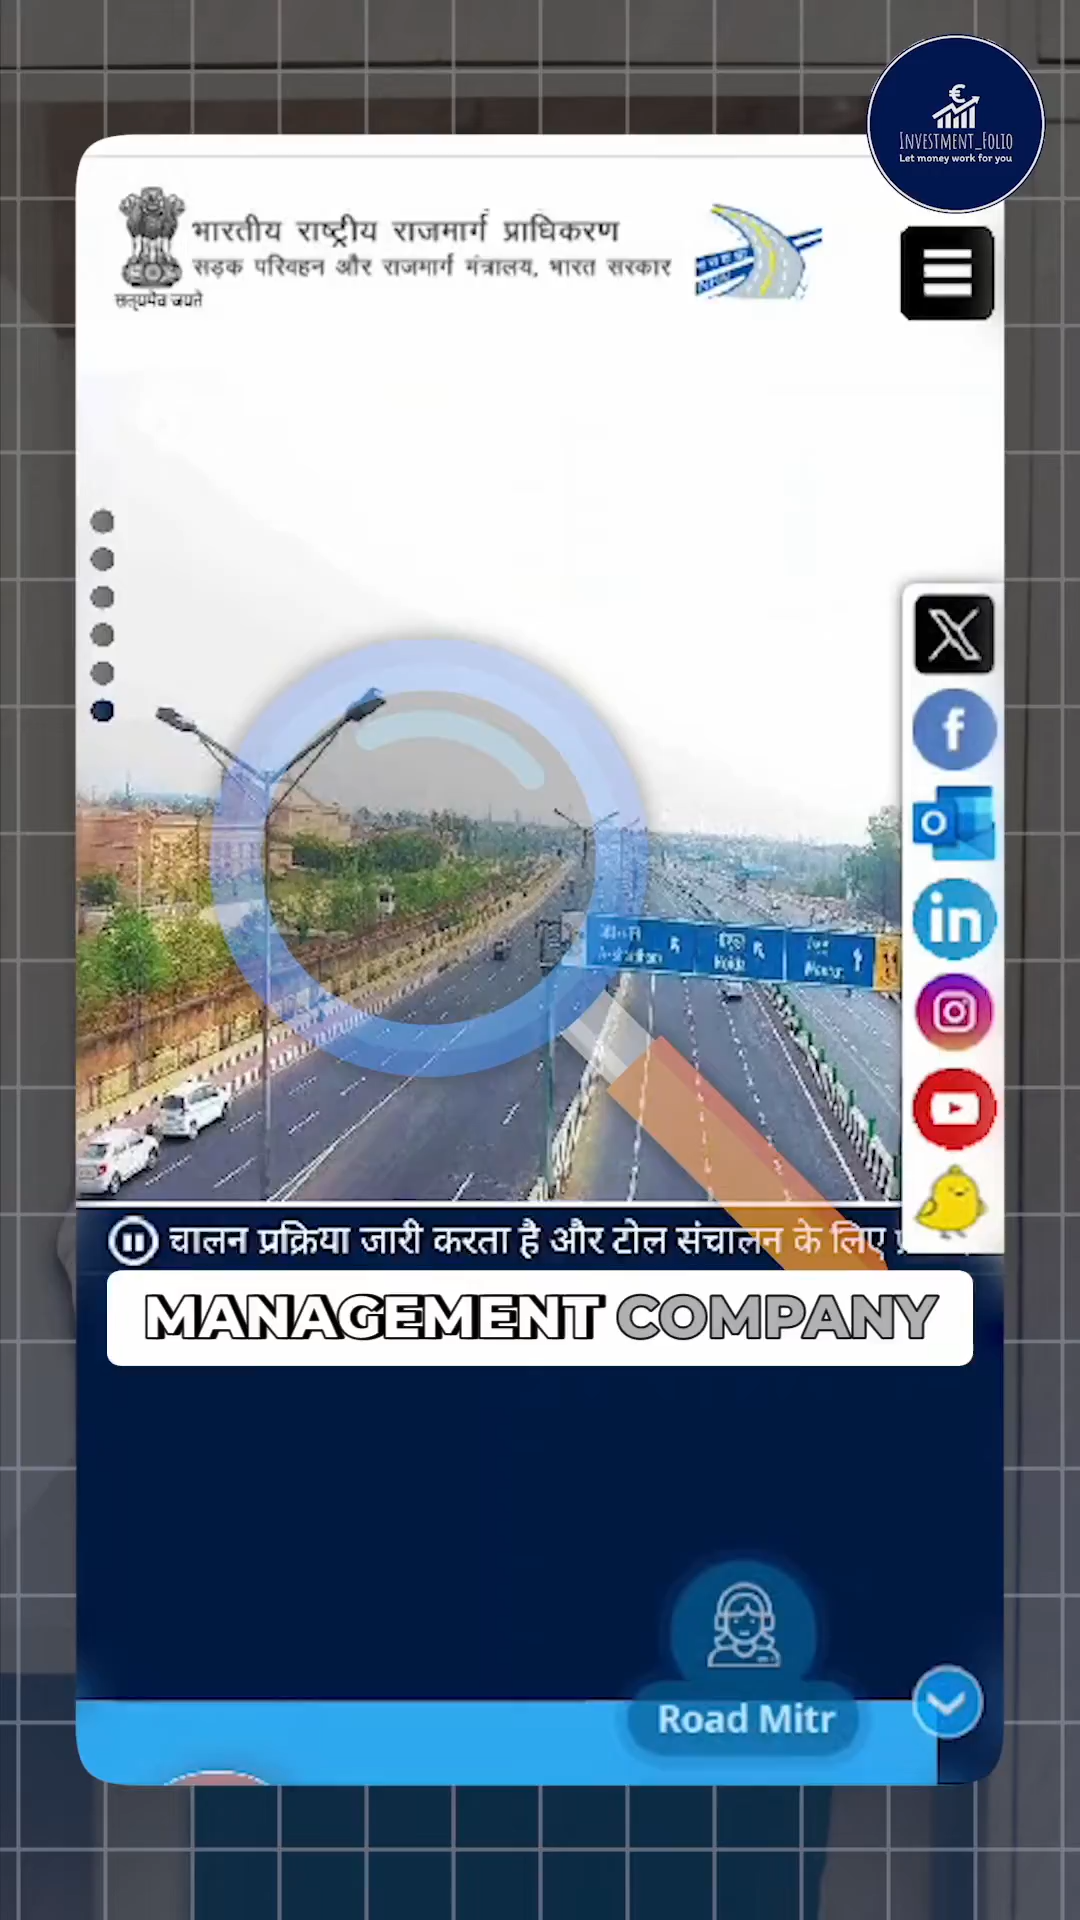 INVESTMENT_FOLIO
Let money work for you
भारतीय राष्ट्रीय राजमार्ग प्राधिकरण
सड़क परिवहन और राजमार्ग मंत्रालय, भारत सरकार
सत्यमेव जयते
चालन प्रक्रिया जारी करता है और टोल संचालन के लिए
MANAGEMENT COMPANY
Road Mitr